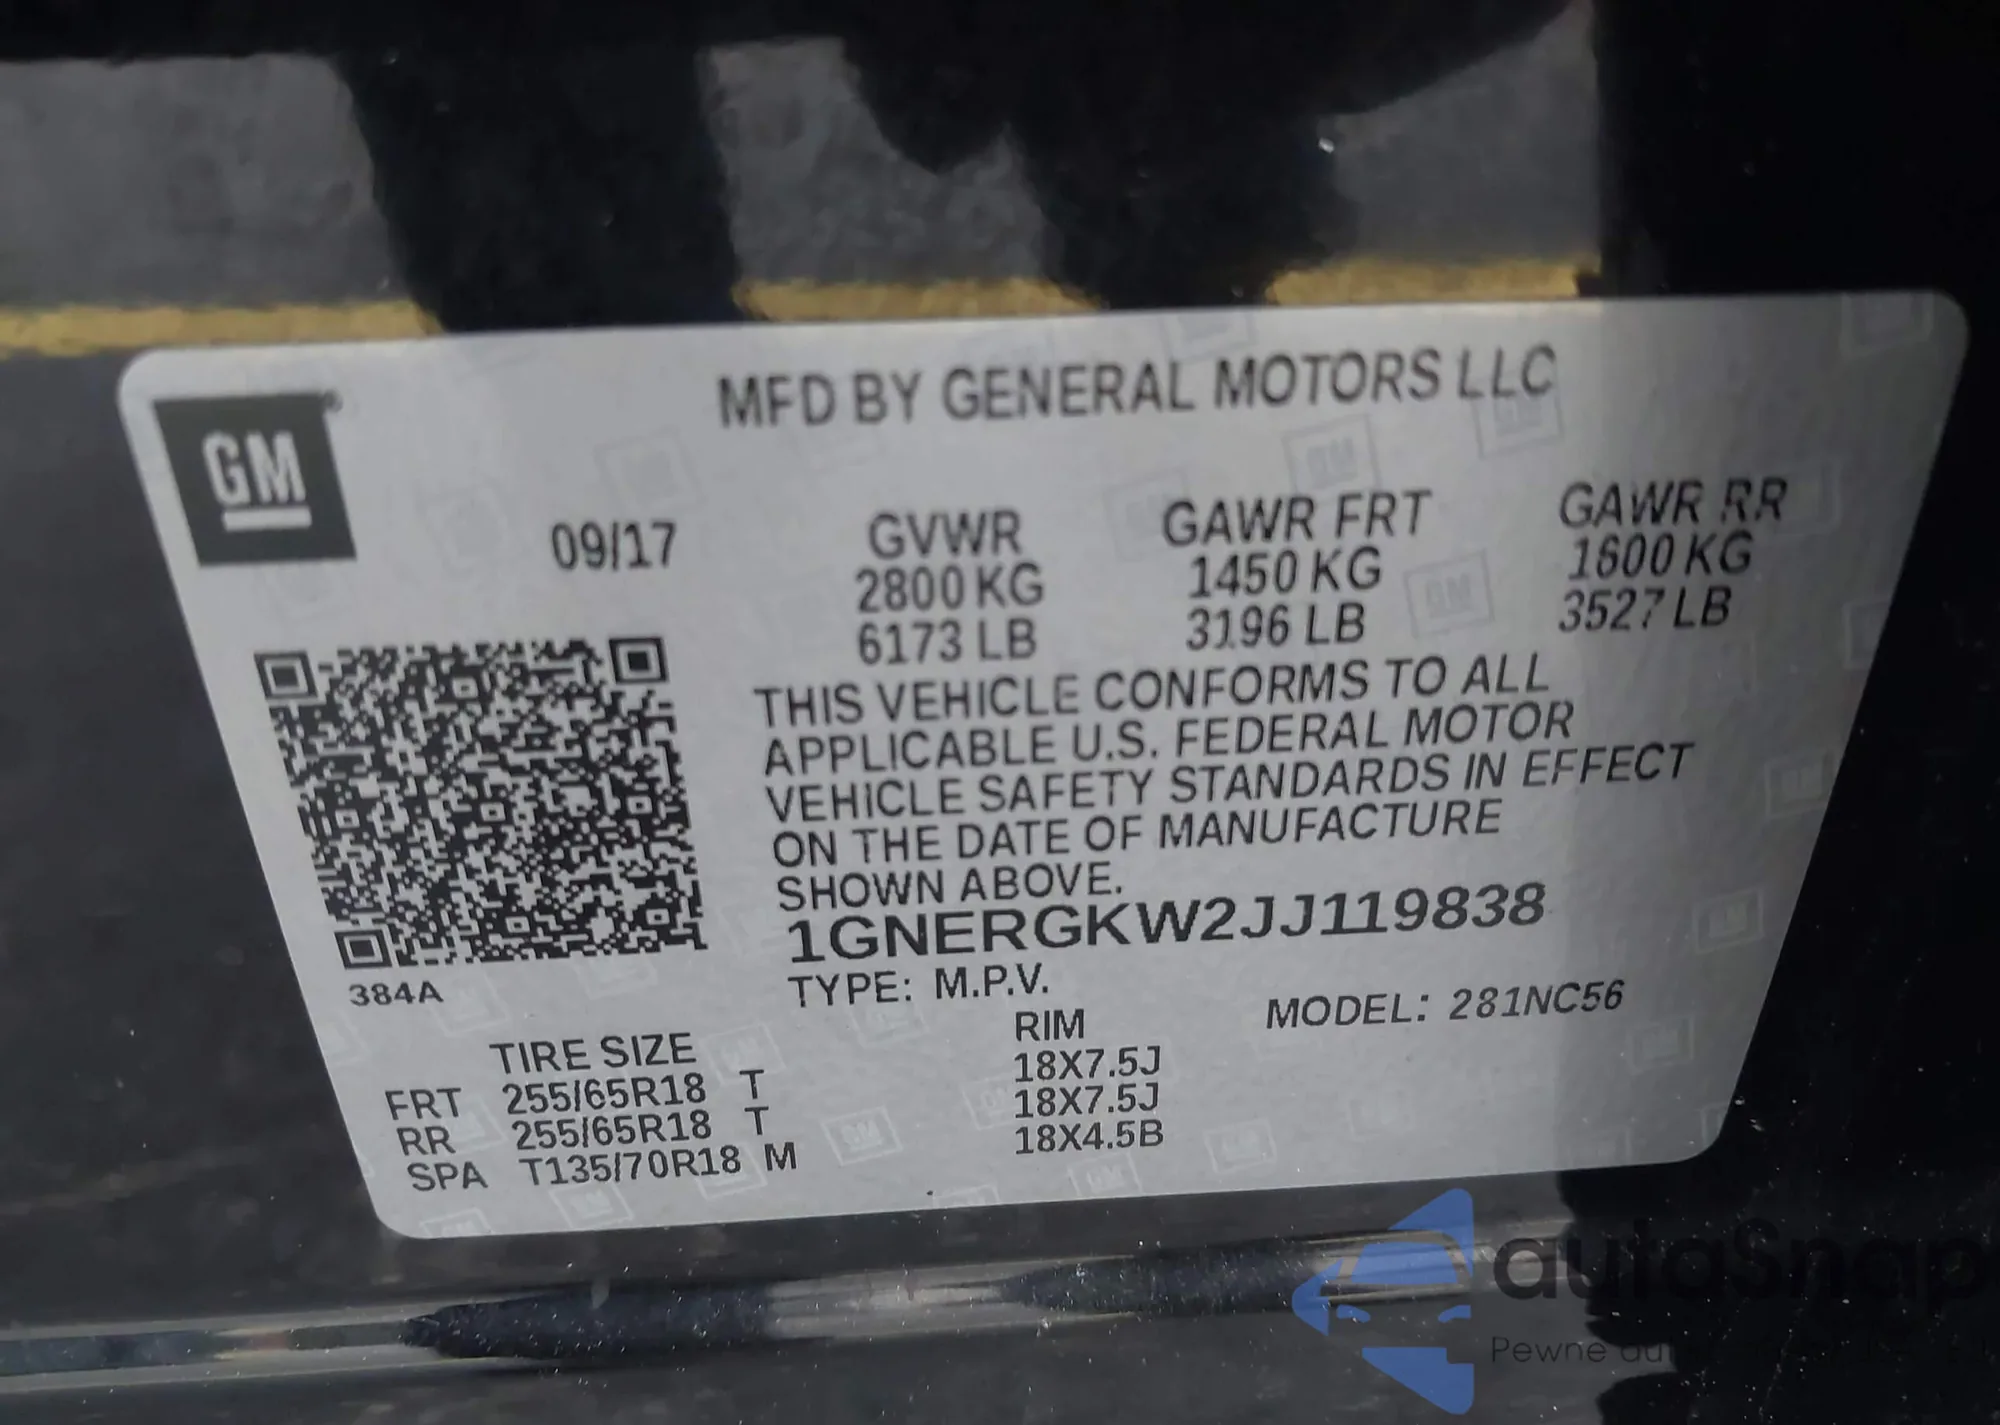 MFD BY GENERAL MOTORS LLC
GM
09/17
GVWR GAWR FRT GAWR RR
2800 KG 1450 KG 1600 KG
6173 LB 3196 LB 3527 LB
THIS VEHICLE CONFORMS TO ALL
APPLICABLE U.S. FEDERAL MOTOR
VEHICLE SAFETY STANDARDS IN EFFECT
ON THE DATE OF MANUFACTURE
SHOWN ABOVE.
1GNERGKW2JJ119838
384A
TYPE: M.P.V. MODEL: 281NC56
TIRE SIZE RIM
FRT 255/65R18 T 18X7.5J
RR 255/65R18 T 18X7.5J
SPA T135/70R18 M 18X4.5B
autoSnap
Pewne